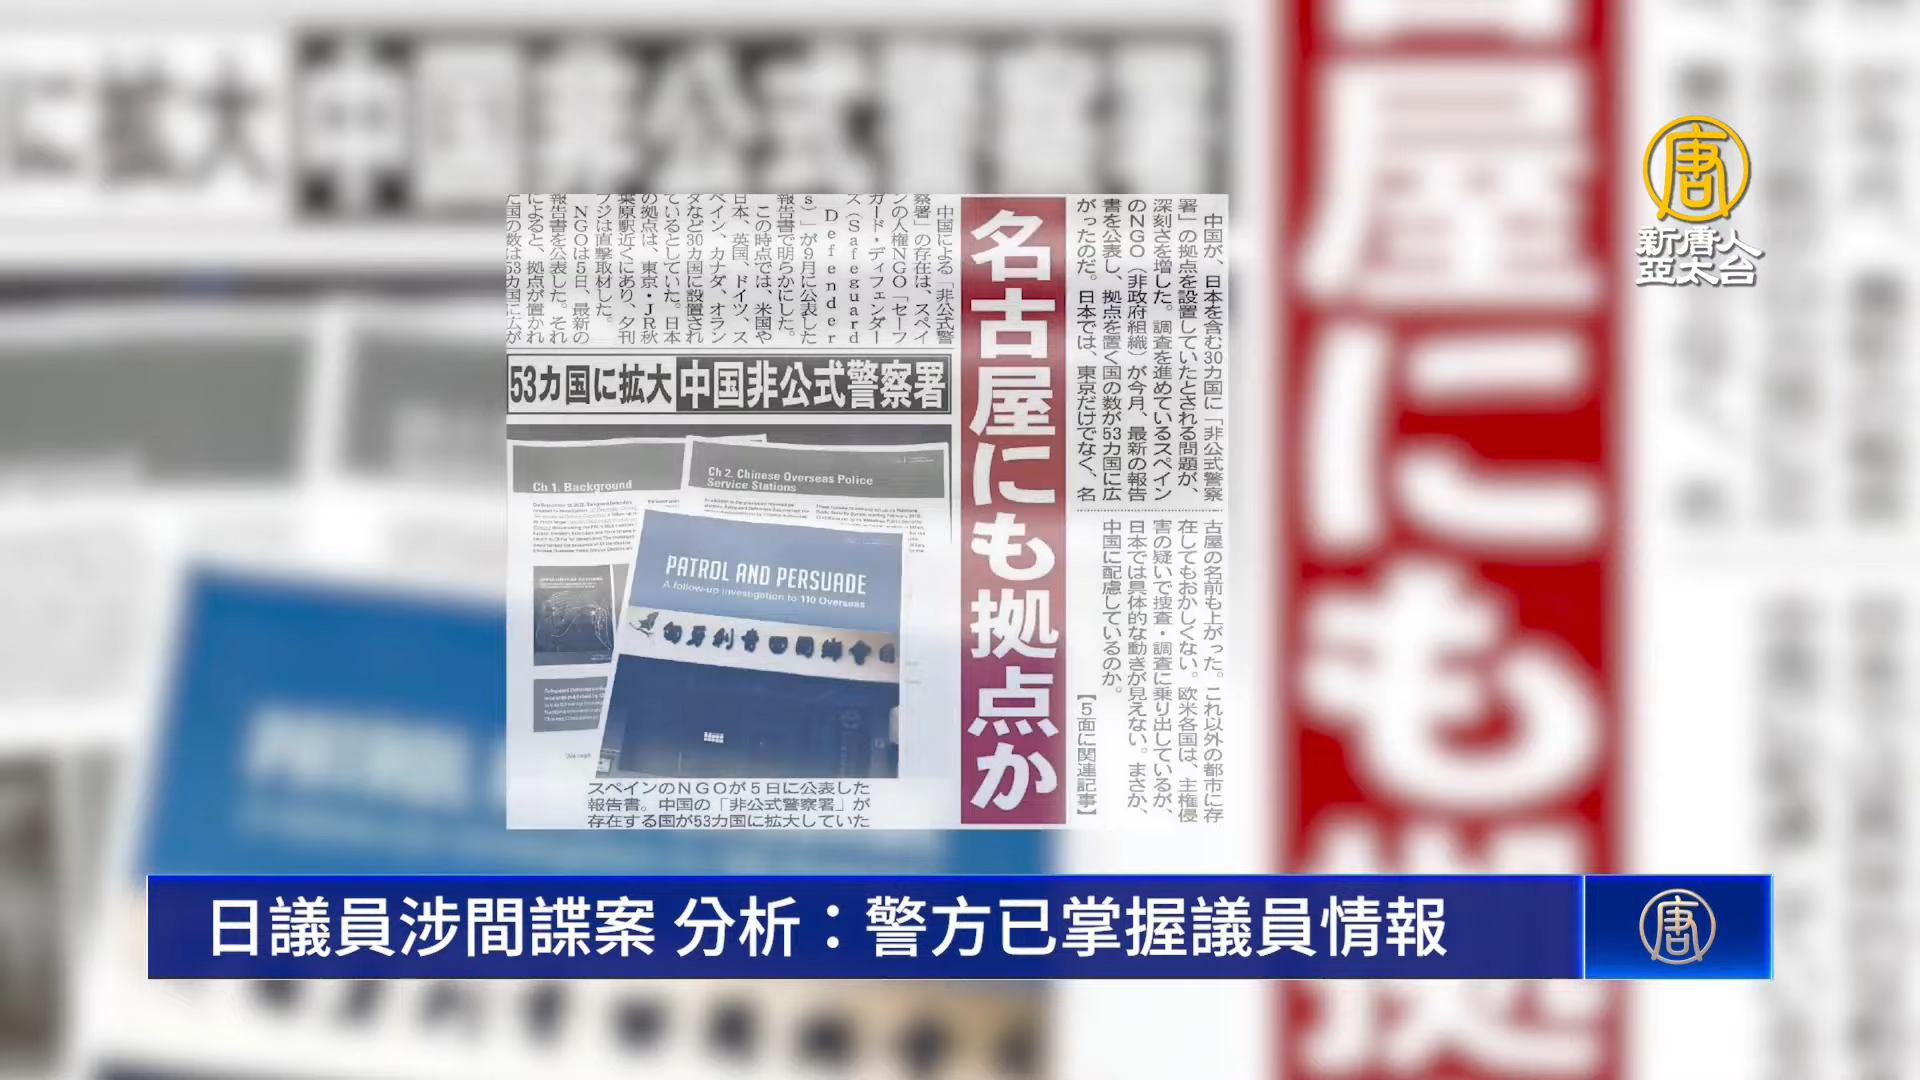 中国が、日本を含む30カ国に「非公式警察
署」の拠点を設置していたとされる問題が、
深刻さを増した。調査を進めているスペイン
のNGO（非政府組織）が今月、最新の報告
書を公表し、拠点を置く国の数が53カ国に広
がったのだ。日本では、東京だけでなく、名
古屋の名前も上がった。これ以外の都市に存
在してもおかしくない。欧米各国は、主権侵
害の疑いで捜査・調査に乗り出しているが、
日本では具体的な動きが見えない。まさか、
中国に配慮しているのか。
【5面に関連記事】
名古屋にも拠点か
中国による「非公式警
察署」の存在は、スペイ
ンの人権NGO「セーフ
ガード・ディフェンダー
ス（Safeguard
Defender
s）」が9月に公表した
報告書で明らかにした。
この時点では、米国や
日本、英国、ドイツ、ス
ペイン、カナダ、オラン
ダなど30カ国に設置され
ているとしていた。日本
の拠点は、東京・JR秋
葉原駅近くにあり、夕刊
フジは直撃取材した。
NGOは5日、最新の
報告書を公表した。それ
によると、拠点が置かれ
た国の数は53カ国に広が
53カ国に拡大 中国非公式警察署
Ch 1. Background
Ch 2. Chinese Overseas Police
Service Stations
PATROL AND PERSUADE
A follow-up investigation to 110 Overseas
匈牙利青田同鄉會
スペインのNGOが5日に公表した
報告書。中国の「非公式警察署」が
存在する国が53カ国に拡大していた
唐
新唐人
亞太台
日議員涉間諜案 分析：警方已掌握議員情報
唐